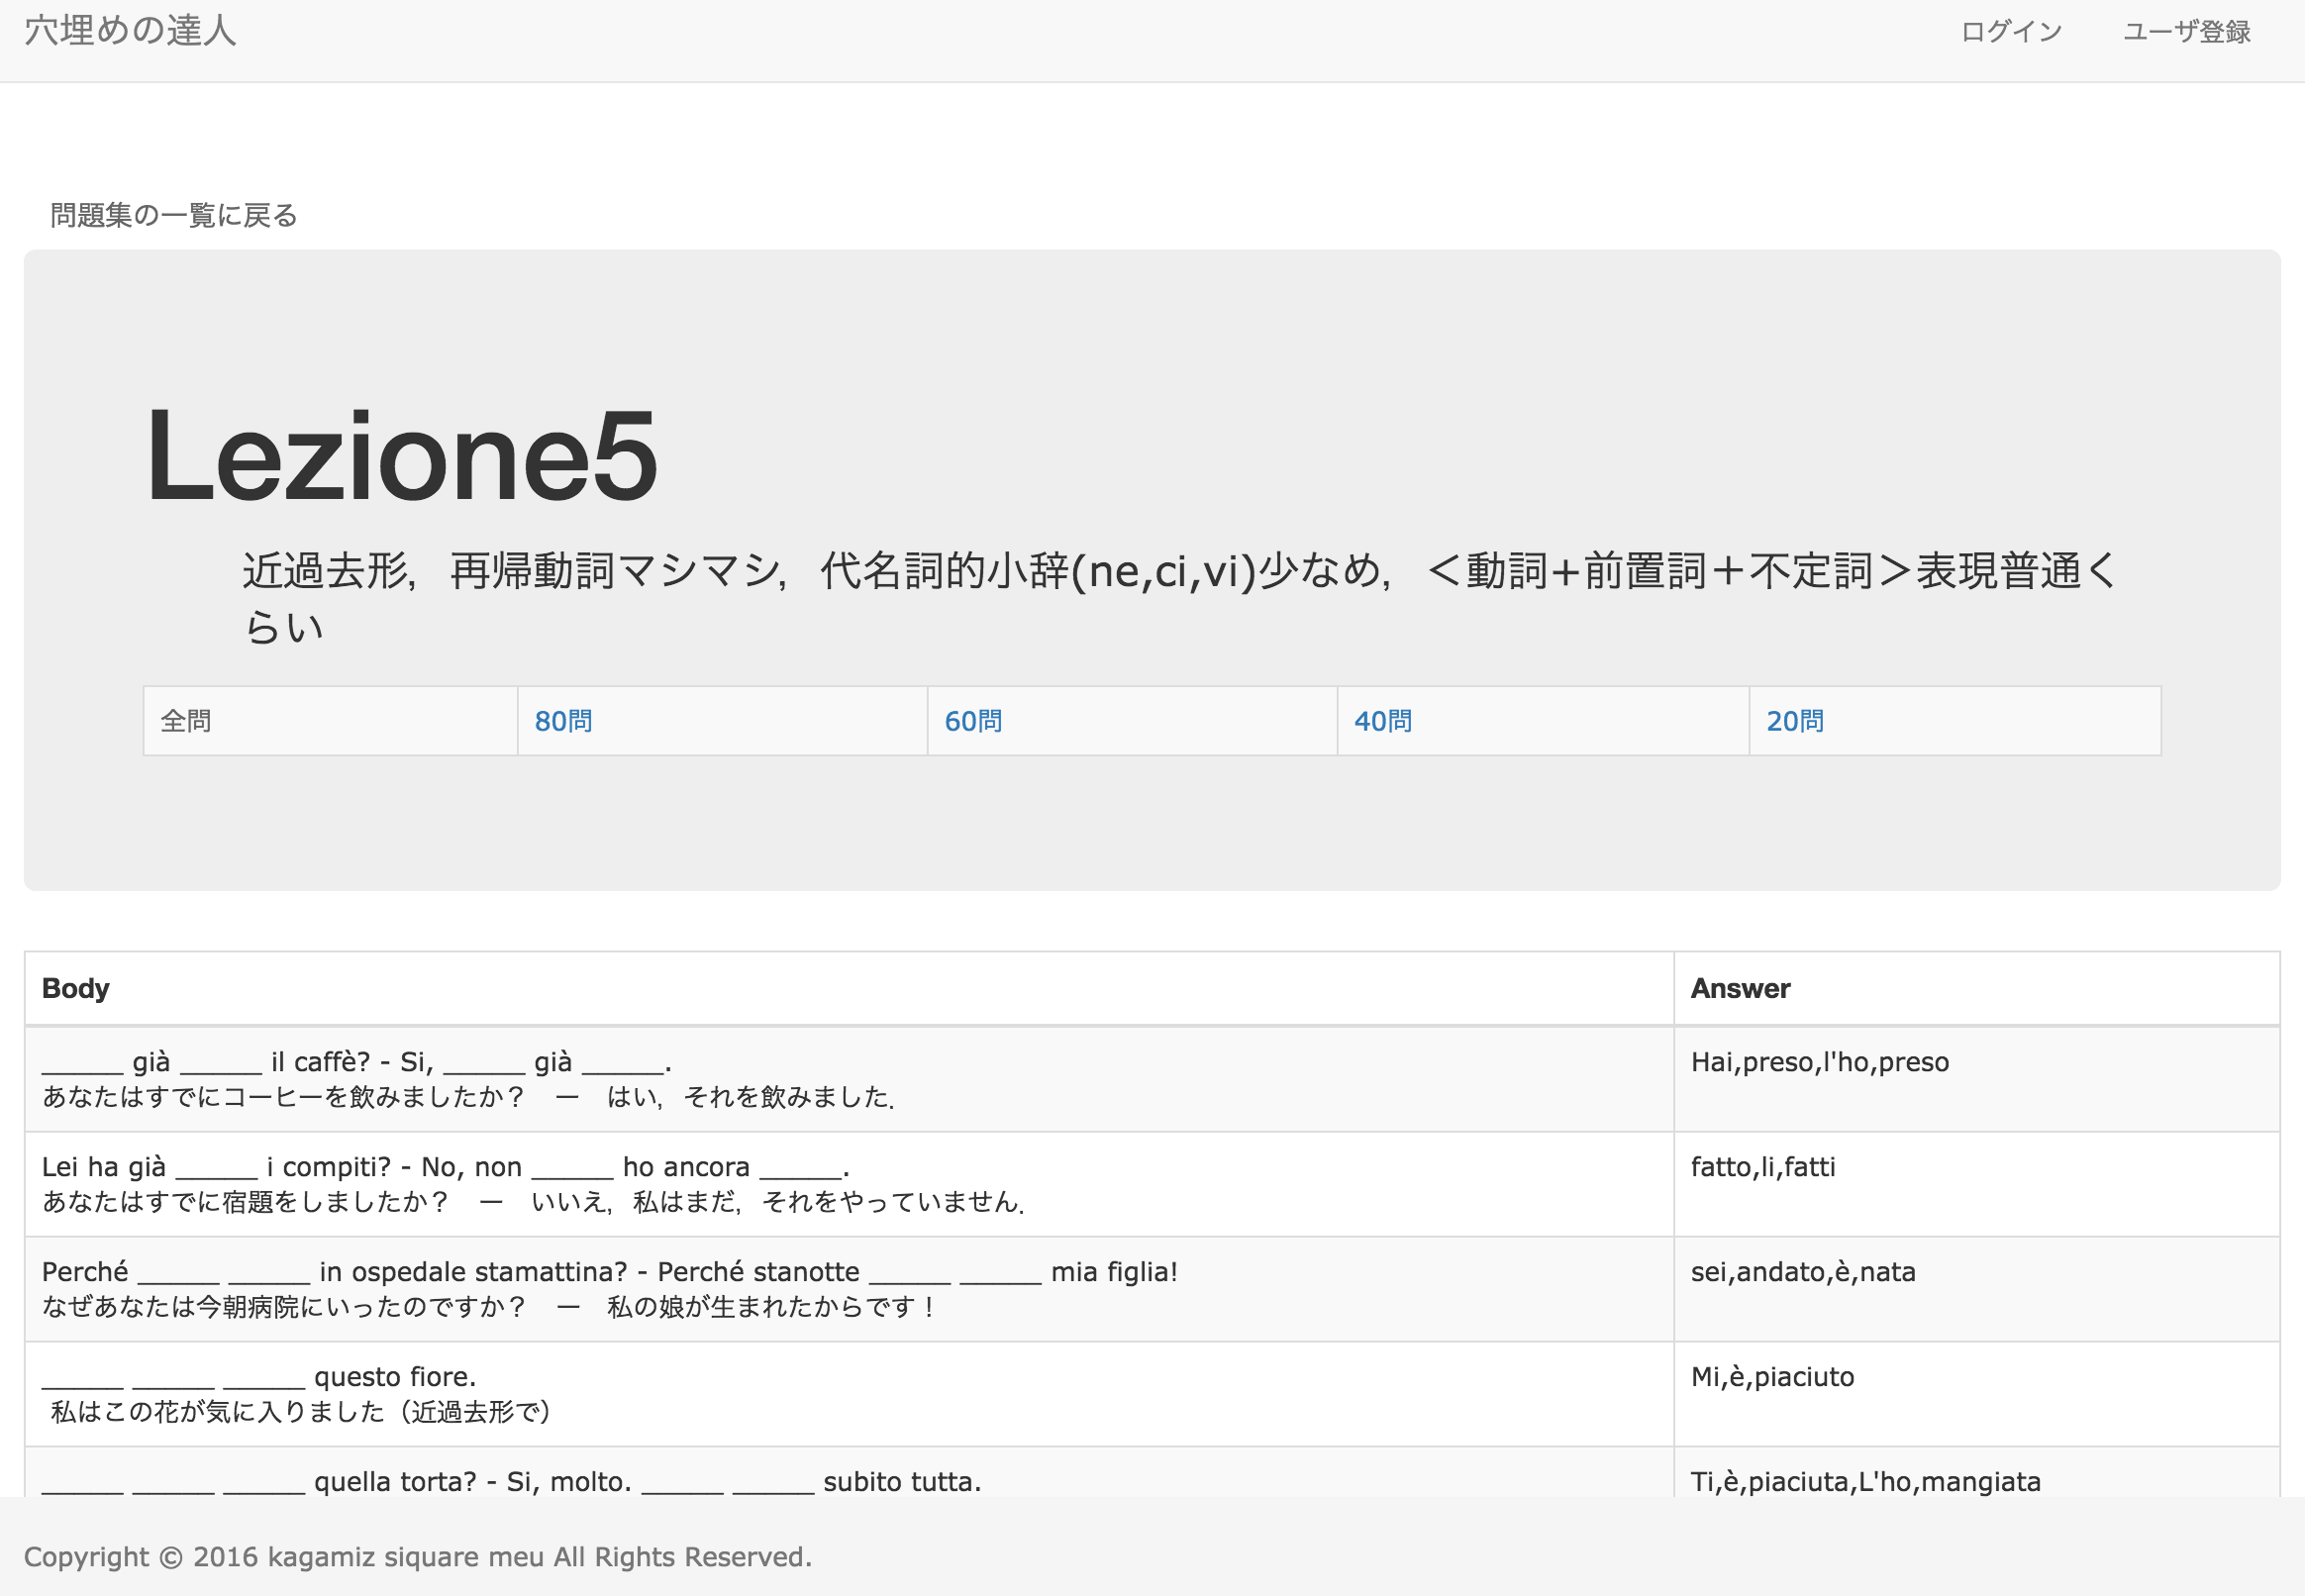 穴埋めの達人 ログイン ユーザ登録
問題集の一覧に戻る
Lezione5
近過去形，再帰動詞マシマシ，代名詞的小辞(ne,ci,vi)少なめ，＜動詞+前置詞＋不定詞＞表現普通く
らい
全問 80問 60問 40問 20問
Body Answer
______ già ______ il caffè? - Si, ______ già ______. Hai,preso,l'ho,preso
あなたはすでにコーヒーを飲みましたか？　ー　はい，それを飲みました．
Lei ha già ______ i compiti? - No, non ______ ho ancora ______. fatto,li,fatti
あなたはすでに宿題をしましたか？　ー　いいえ，私はまだ，それをやっていません．
Perché ______ ______ in ospedale stamattina? - Perché stanotte ______ ______ mia figlia! sei,andato,è,nata
なぜあなたは今朝病院にいったのですか？　ー　私の娘が生まれたからです！
______ ______ ______ questo fiore. Mi,è,piaciuto
私はこの花が気に入りました（近過去形で）
______ ______ ______ quella torta? - Si, molto. ______ ______ subito tutta. Ti,è,piaciuta,L'ho,mangiata
Copyright © 2016 kagamiz siquare meu All Rights Reserved.